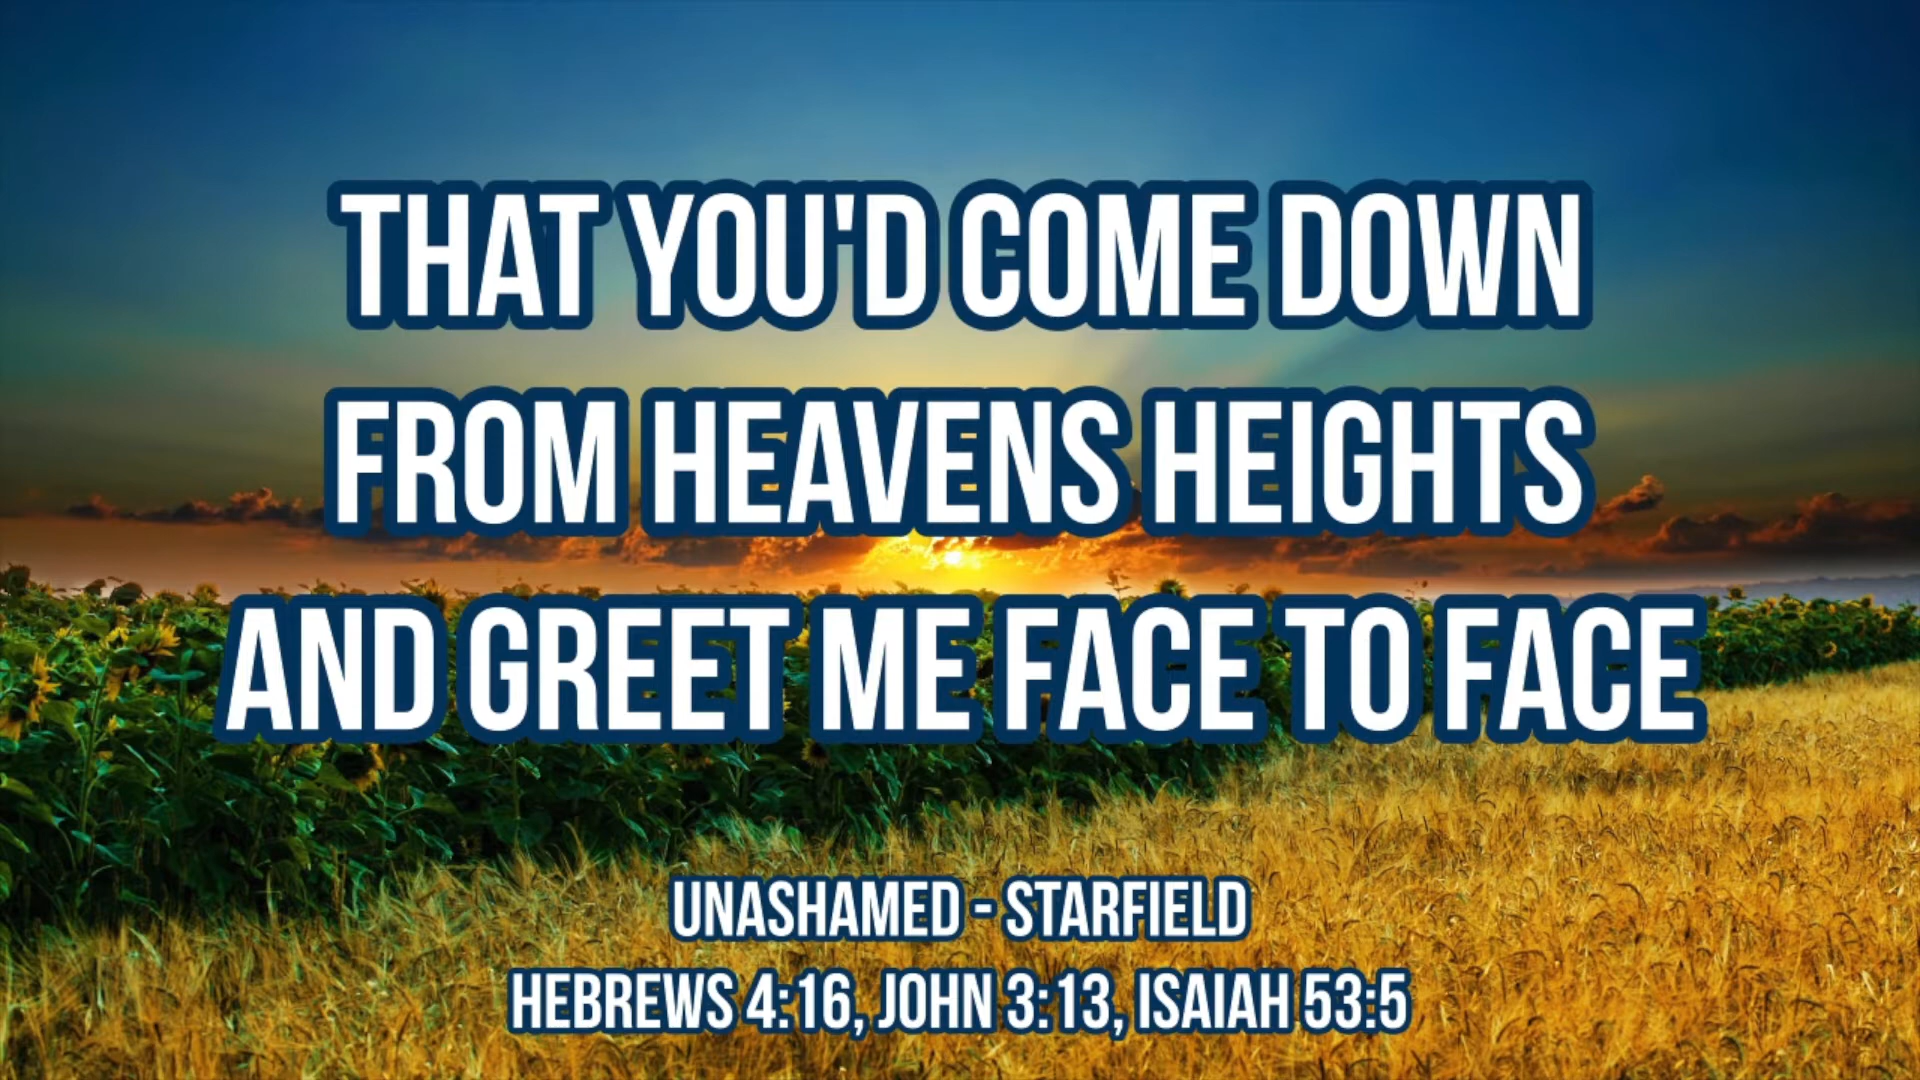 THAT YOU'D COME DOWN
FROM HEAVENS HEIGHTS
AND GREET ME FACE TO FACE
UNASHAMED - STARFIELD
HEBREWS 4:16, JOHN 3:13, ISAIAH 53:5